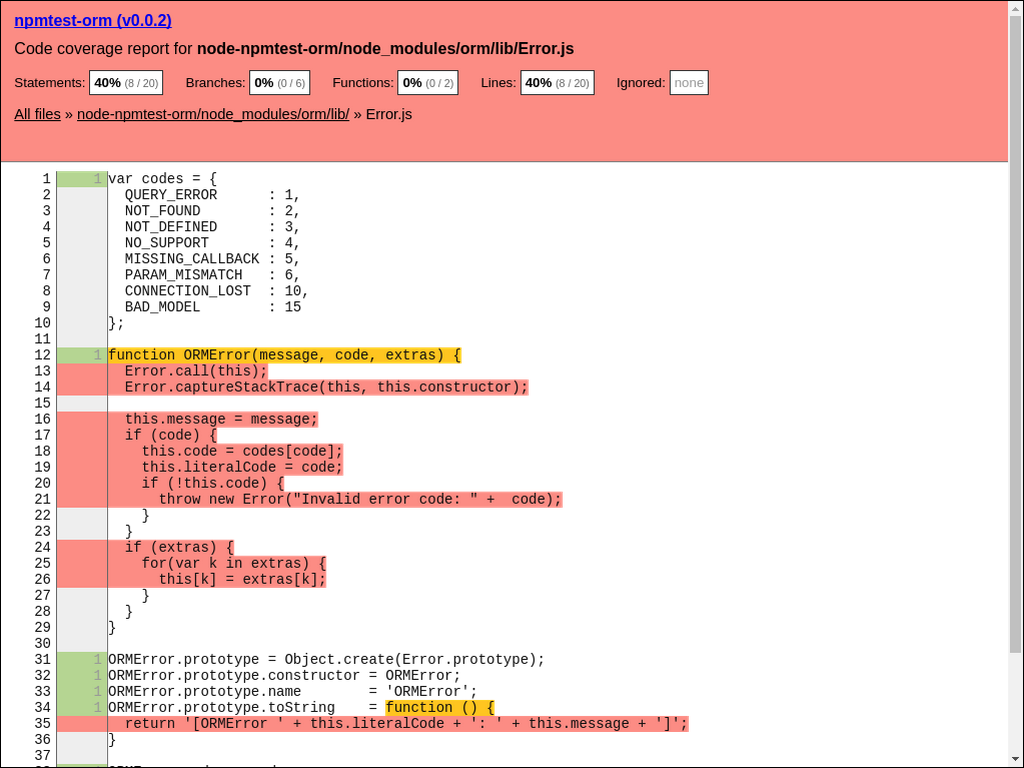 npmtest-orm (v0.0.2)
Code coverage report for node-npmtest-orm/node_modules/orm/lib/Error.js
Statements: 40% (8 / 20) Branches: 0% (0 / 6) Functions: 0% (0 / 2) Lines: 40% (8 / 20) Ignored: none
All files » node-npmtest-orm/node_modules/orm/lib/ » Error.js
1 1 var codes = {
2 QUERY_ERROR : 1,
3 NOT_FOUND : 2,
4 NOT_DEFINED : 3,
5 NO_SUPPORT : 4,
6 MISSING_CALLBACK : 5,
7 PARAM_MISMATCH : 6,
8 CONNECTION_LOST : 10,
9 BAD_MODEL : 15
10 };
11
12 1 function ORMError(message, code, extras) {
13 Error.call(this);
14 Error.captureStackTrace(this, this.constructor);
15
16 this.message = message;
17 if (code) {
18 this.code = codes[code];
19 this.literalCode = code;
20 if (!this.code) {
21 throw new Error("Invalid error code: " + code);
22 }
23 }
24 if (extras) {
25 for(var k in extras) {
26 this[k] = extras[k];
27 }
28 }
29 }
30
31 1 ORMError.prototype = Object.create(Error.prototype);
32 1 ORMError.prototype.constructor = ORMError;
33 1 ORMError.prototype.name = 'ORMError';
34 1 ORMError.prototype.toString = function () {
35 return '[ORMError ' + this.literalCode + ': ' + this.message + ']';
36 }
37